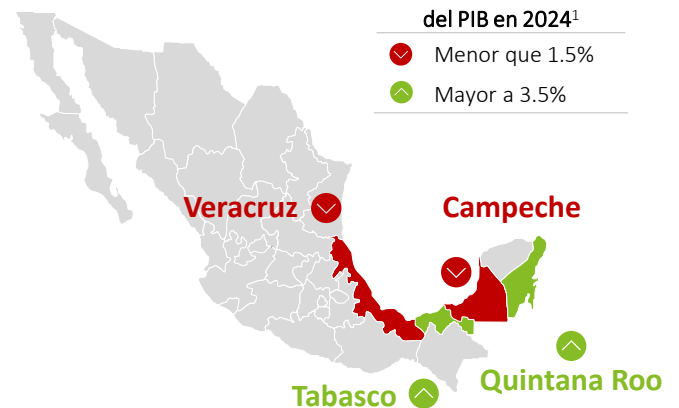 del PIB en 2024¹
Menor que 1.5%
Mayor a 3.5%
Veracruz
Campeche
Quintana Roo
Tabasco